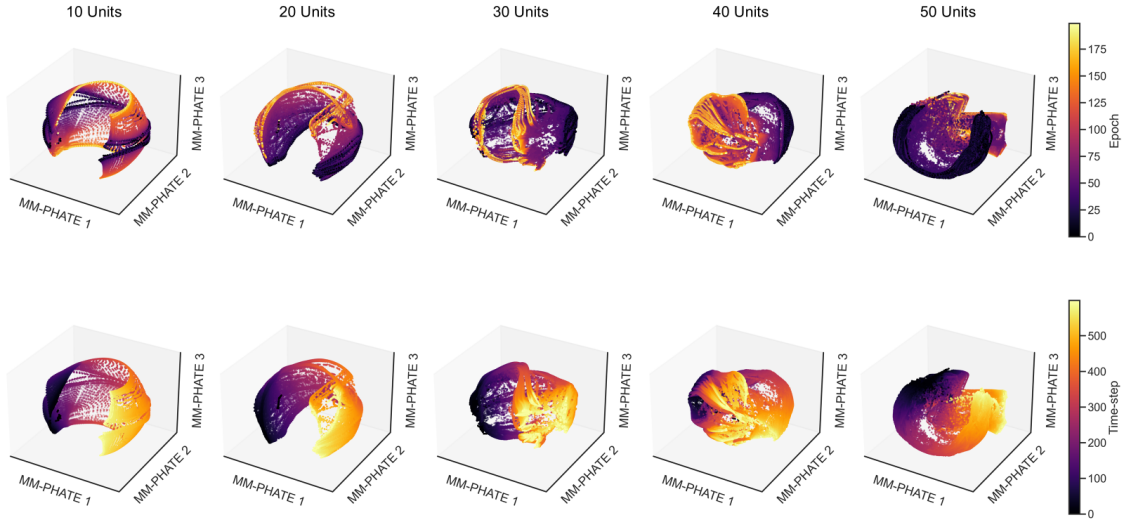 10 Units
20 Units
30 Units
40 Units
50 Units
MM-PHATE 1
MM-PHATE 2
MM-PHATE 3
MM-PHATE 1
MM-PHATE 2
MM-PHATE 3
MM-PHATE 1
MM-PHATE 2
MM-PHATE 3
MM-PHATE 1
MM-PHATE 2
MM-PHATE 3
MM-PHATE 1
MM-PHATE 2
MM-PHATE 3
175
150
125
100
75
50
25
0
Epoch
MM-PHATE 1
MM-PHATE 2
MM-PHATE 3
MM-PHATE 1
MM-PHATE 2
MM-PHATE 3
MM-PHATE 1
MM-PHATE 2
MM-PHATE 3
MM-PHATE 1
MM-PHATE 2
MM-PHATE 3
MM-PHATE 1
MM-PHATE 2
MM-PHATE 3
500
400
300
200
100
0
Time-step